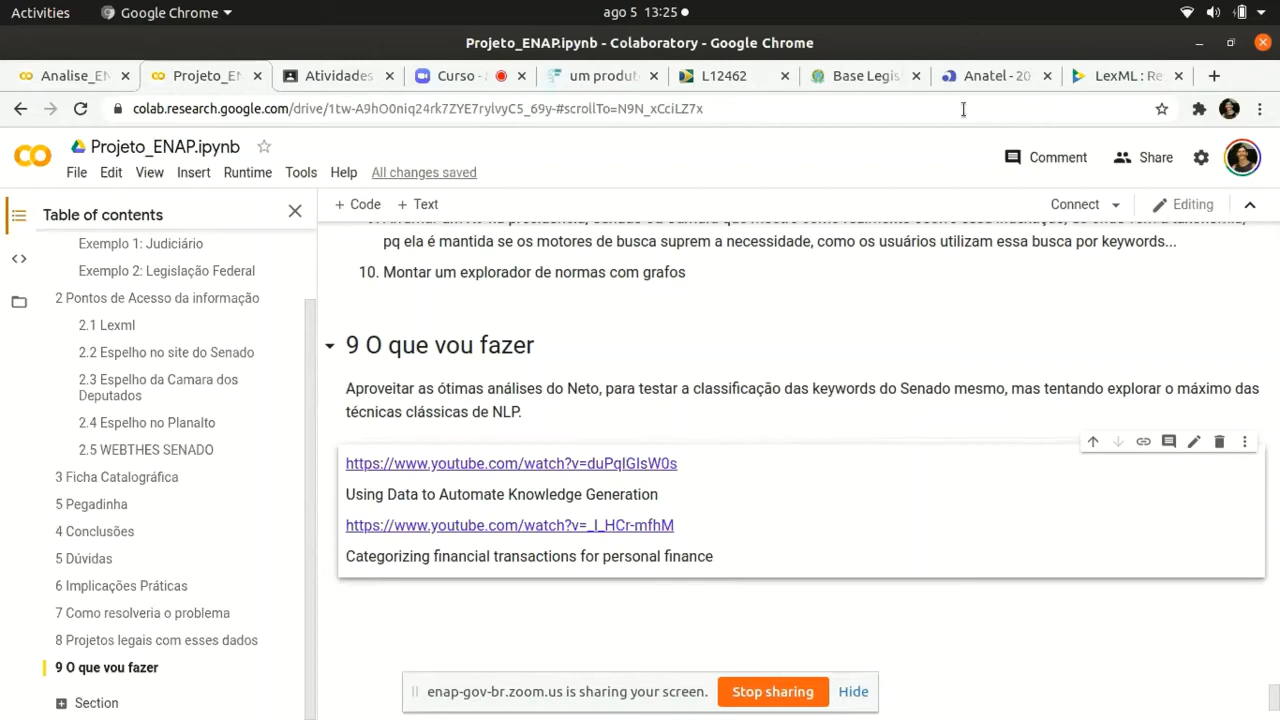 Activities
Google Chrome
ago 5 13:25
Projeto_ENAP.ipynb - Colaboratory - Google Chrome
Analise_EN
Projeto_EN
Atividades
Curso -
um produt
L12462
Base Legis
Anatel - 20
LexML : Re
colab.research.google.com/drive/1tw-A9hO0niq24rk7ZYE7rylvyC5_69y-#scrollTo=N9N_xCciLZ7x
CO
Projeto_ENAP.ipynb
Comment
Share
File Edit View Insert Runtime Tools Help All changes saved
Table of contents
+ Code + Text
Connect
Editing
Exemplo 1: Judiciário
Exemplo 2: Legislação Federal
2 Pontos de Acesso da informação
2.1 Lexml
2.2 Espelho no site do Senado
2.3 Espelho da Camara dos
Deputados
2.4 Espelho no Planalto
2.5 WEBTHES SENADO
3 Ficha Catalográfica
5 Pegadinha
4 Conclusões
5 Dúvidas
6 Implicações Práticas
7 Como resolveria o problema
8 Projetos legais com esses dados
9 O que vou fazer
Section
pq ela é mantida se os motores de busca suprem a necessidade, como os usuários utilizam essa busca por keywords...
10. Montar um explorador de normas com grafos
9 O que vou fazer
Aproveitar as ótimas análises do Neto, para testar a classificação das keywords do Senado mesmo, mas tentando explorar o máximo das
técnicas clássicas de NLP.
https://www.youtube.com/watch?v=duPqIGIsW0s
Using Data to Automate Knowledge Generation
https://www.youtube.com/watch?v=_I_HCr-mfhM
Categorizing financial transactions for personal finance
enap-gov-br.zoom.us is sharing your screen.
Stop sharing
Hide